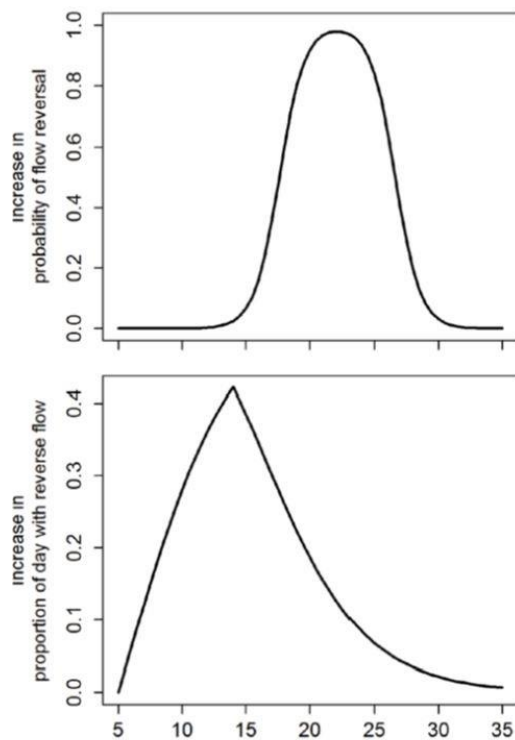 increase in
probability of flow reversal
0.0 0.2 0.4 0.6 0.8 1.0
increase in
proportion of day with reverse flow
0.0 0.1 0.2 0.3 0.4
5 10 15 20 25 30 35